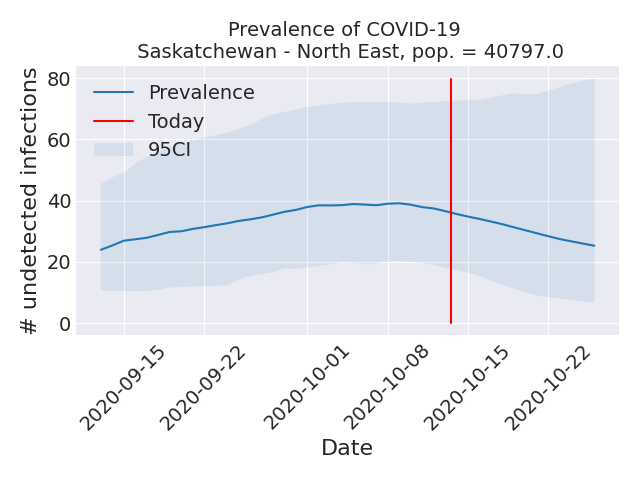 Prevalence of COVID-19
Saskatchewan - North East, pop. = 40797.0
# undetected infections
80
60
40
20
0
Prevalence
Today
95CI
2020-09-15
2020-09-22
2020-10-01
2020-10-08
2020-10-15
2020-10-22
Date